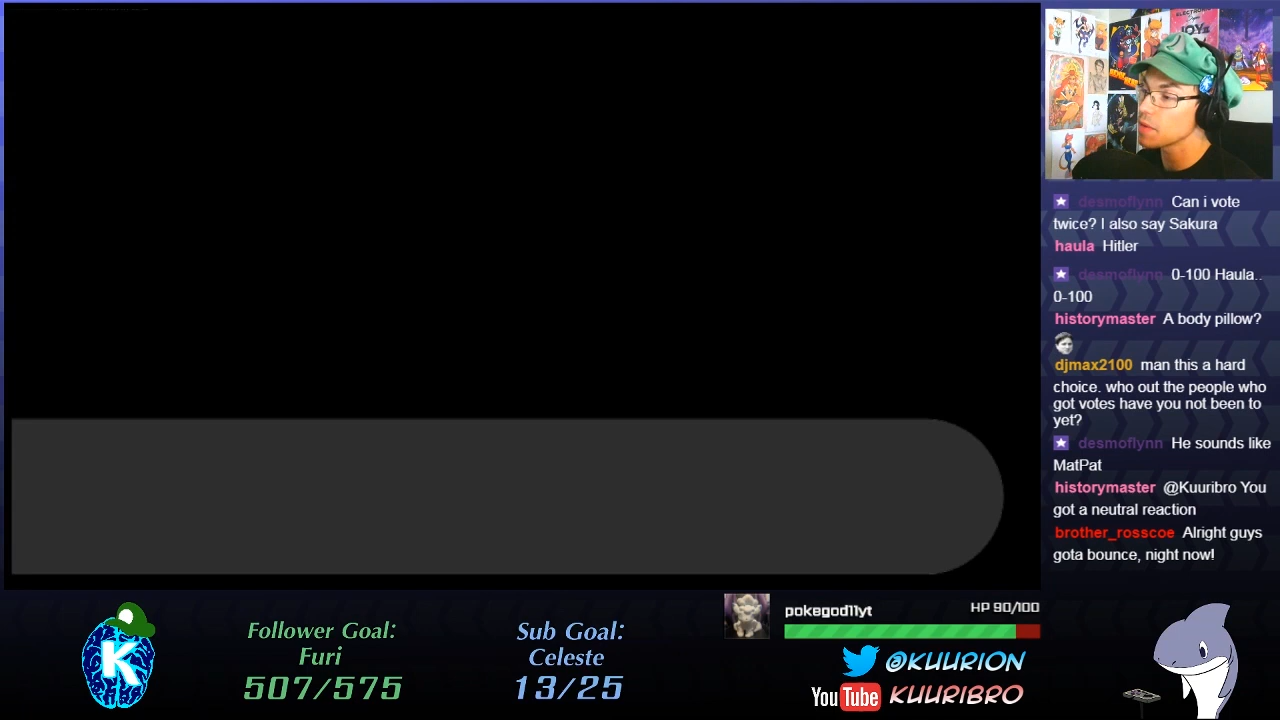 desmoflynn Can i vote
twice? I also say Sakura
haula Hitler
desmoflynn 0-100 Haula..
0-100
historymaster A body pillow?
djmax2100 man this a hard
choice. who out the people who
got votes have you not been to
yet?
desmoflynn He sounds like
MatPat
historymaster @Kuuribro You
got a neutral reaction
brother_rosscoe Alright guys
gota bounce, night now!
K
Follower Goal:
Furi
507/575
Sub Goal:
Celeste
13/25
pokegod11yt HP 90/100
@KUURION
YouTube KUURIBRO